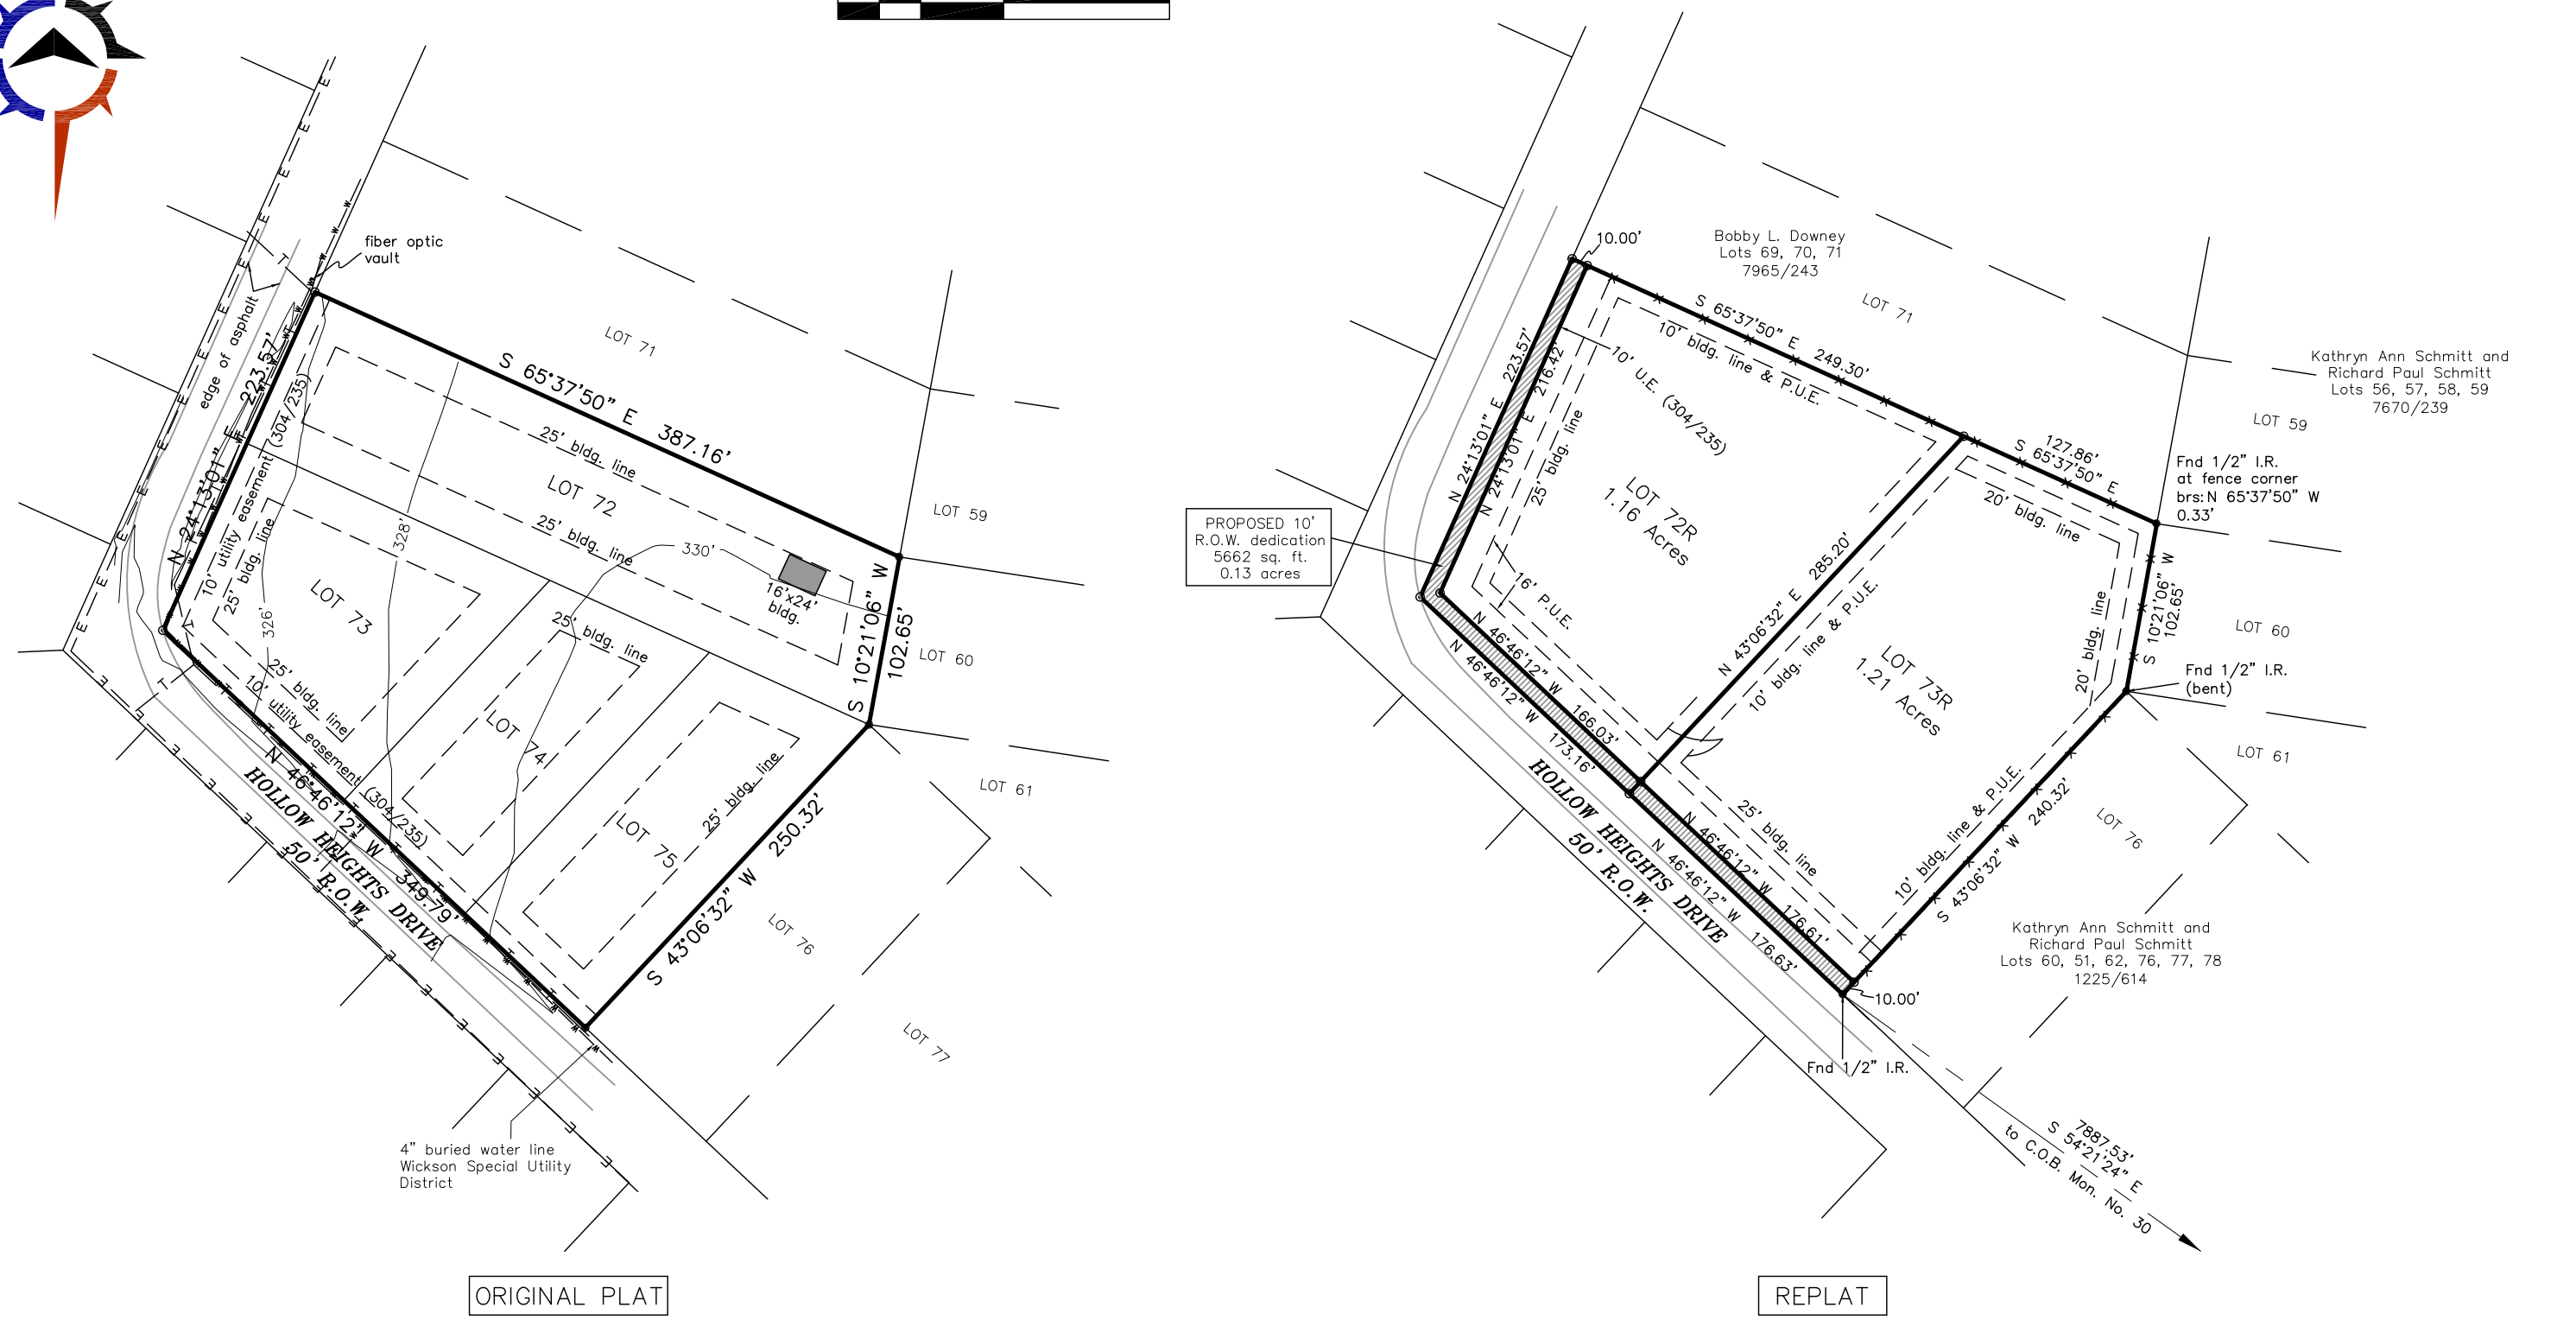 fiber optic
vault
edge of asphalt
LOT 71
S 65°37'50" E 387.16'
N 24°13'01" E
223.57'
10' utility easement (304/235)
25' bldg. line
25' bldg. line
LOT 72
25' bldg. line
LOT 59
328'
330'
326'
16'x24'
bldg.
S 10°21'06" W
102.65'
LOT 60
LOT 73
25' bldg. line
25' bldg. line
10' utility easement (304/235)
LOT 74
LOT 75
25' bldg. line
LOT 61
N 46°46'12" W 349.79'
HOLLOW HEIGHTS DRIVE
50' R.O.W.
S 43°06'32" W 250.32'
LOT 76
LOT 77
4" buried water line
Wickson Special Utility
District
ORIGINAL PLAT
10.00'
Bobby L. Downey
Lots 69, 70, 71
7965/243
LOT 71
S 65°37'50" E 249.30'
10' bldg. line & P.U.E.
N 24°13'01" E 223.57'
N 24°13'01" E 216.42'
25' bldg. line
10' U.E. (304/235)
Kathryn Ann Schmitt and
Richard Paul Schmitt
Lots 56, 57, 58, 59
7670/239
LOT 59
127.86'
S 65°37'50" E
Fnd 1/2" I.R.
at fence corner
brs: N 65°37'50" W
0.33'
20' bldg. line
LOT 72R
1.16 Acres
PROPOSED 10'
R.O.W. dedication
5662 sq. ft.
0.13 acres
16' P.U.E.
N 43°06'32" E 285.20'
10' bldg. line & P.U.E.
LOT 73R
1.21 Acres
20' bldg. line
S 10°21'06" W
102.65'
LOT 60
Fnd 1/2" I.R.
(bent)
LOT 61
N 46°46'12" W 166.03'
N 46°46'12" W 173.16'
HOLLOW HEIGHTS DRIVE
50' R.O.W.
25' bldg. line
10' bldg. line & P.U.E.
S 43°06'32" W 240.32'
LOT 76
N 46°46'12" W 176.61'
N 46°46'12" W 176.63'
Kathryn Ann Schmitt and
Richard Paul Schmitt
Lots 60, 51, 62, 76, 77, 78
1225/614
10.00'
Fnd 1/2" I.R.
7887.53'
S 54°21'24" E
to C.O.B. Mon. No. 30
REPLAT